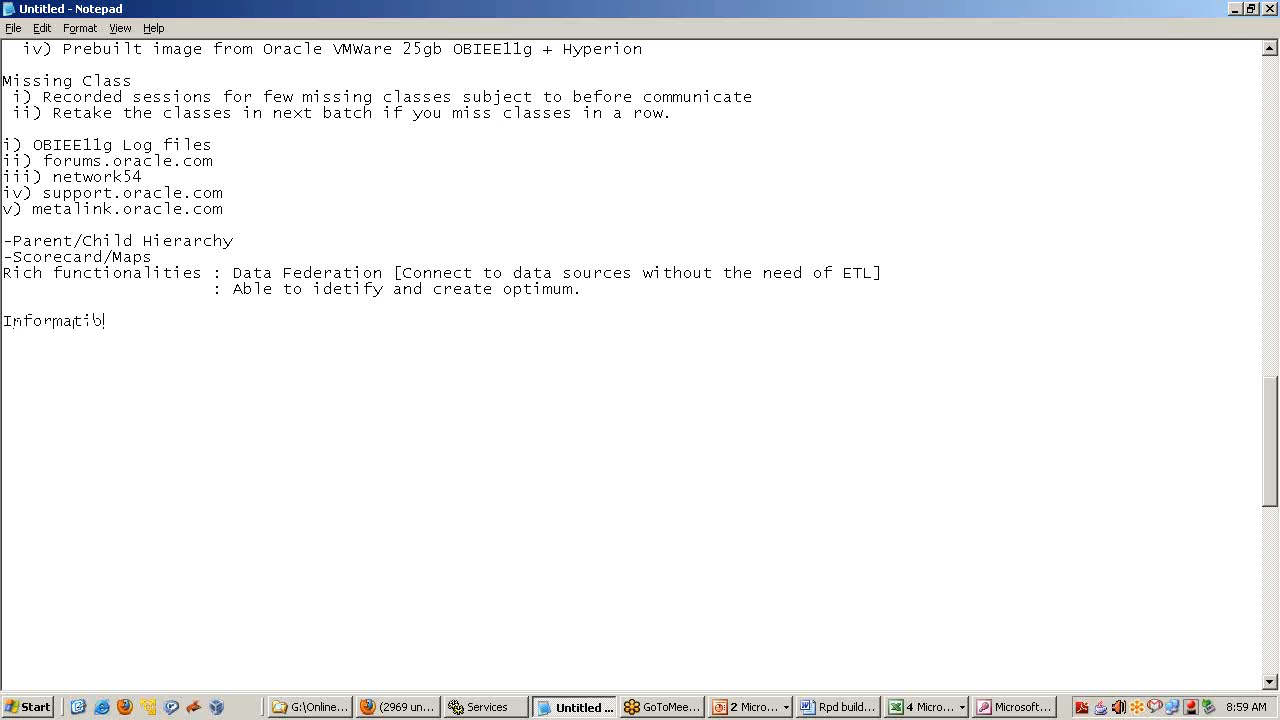 Untitled - Notepad
File Edit Format View Help
iv) Prebuilt image from Oracle VMWare 25gb OBIEE11g + Hyperion
Missing Class
i) Recorded sessions for few missing classes subject to before communicate
ii) Retake the classes in next batch if you miss classes in a row.
i) OBIEE11g Log files
ii) forums.oracle.com
iii) network54
iv) support.oracle.com
v) metalink.oracle.com
-Parent/Child Hierarchy
-Scorecard/Maps
Rich functionalities : Data Federation [Connect to data sources without the need of ETL]
: Able to idetify and create optimum.
Informatib
Start G:\Online... (2969 un... Services Untitled ... GoToMee... 2 Micro... Rpd build... 4 Micro... Microsoft... 8:59 AM